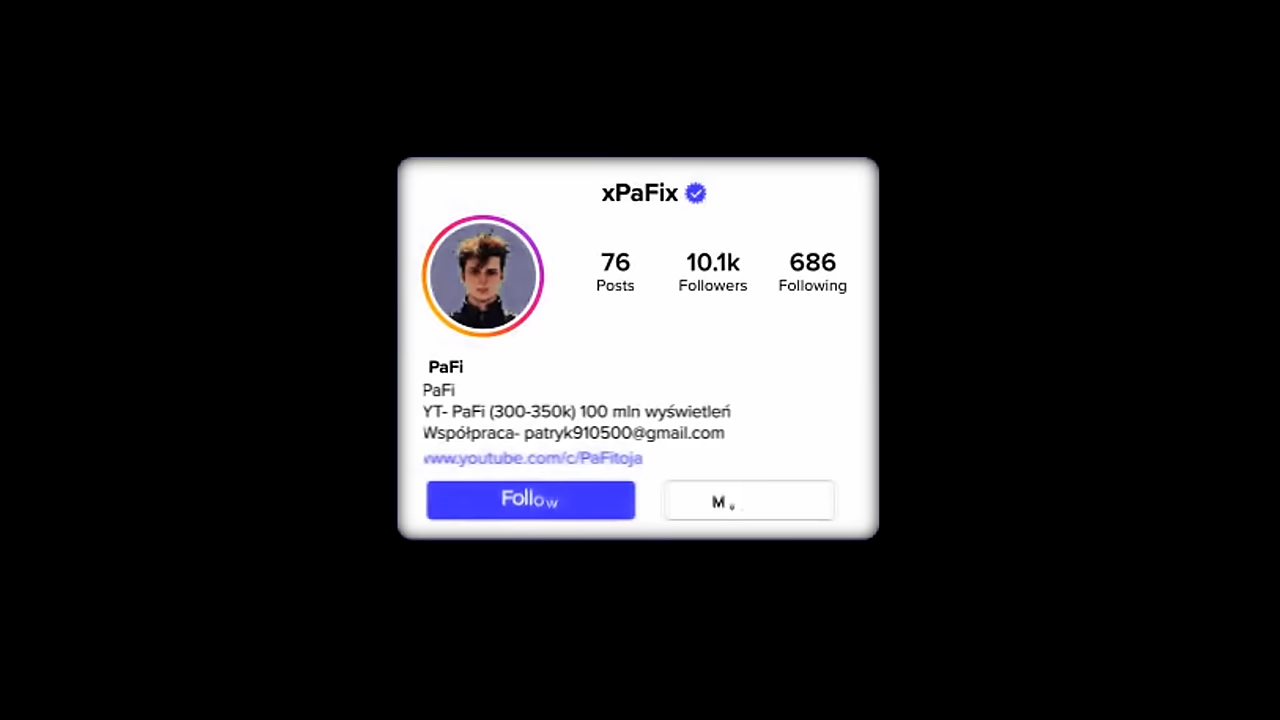 xPaFix
76 10.1k 686
Posts Followers Following
PaFi
PaFi
YT- PaFi (300-350k) 100 mln wyświetleń
Współpraca- patryk910500@gmail.com
www.youtube.com/c/PaFitoja
Follow